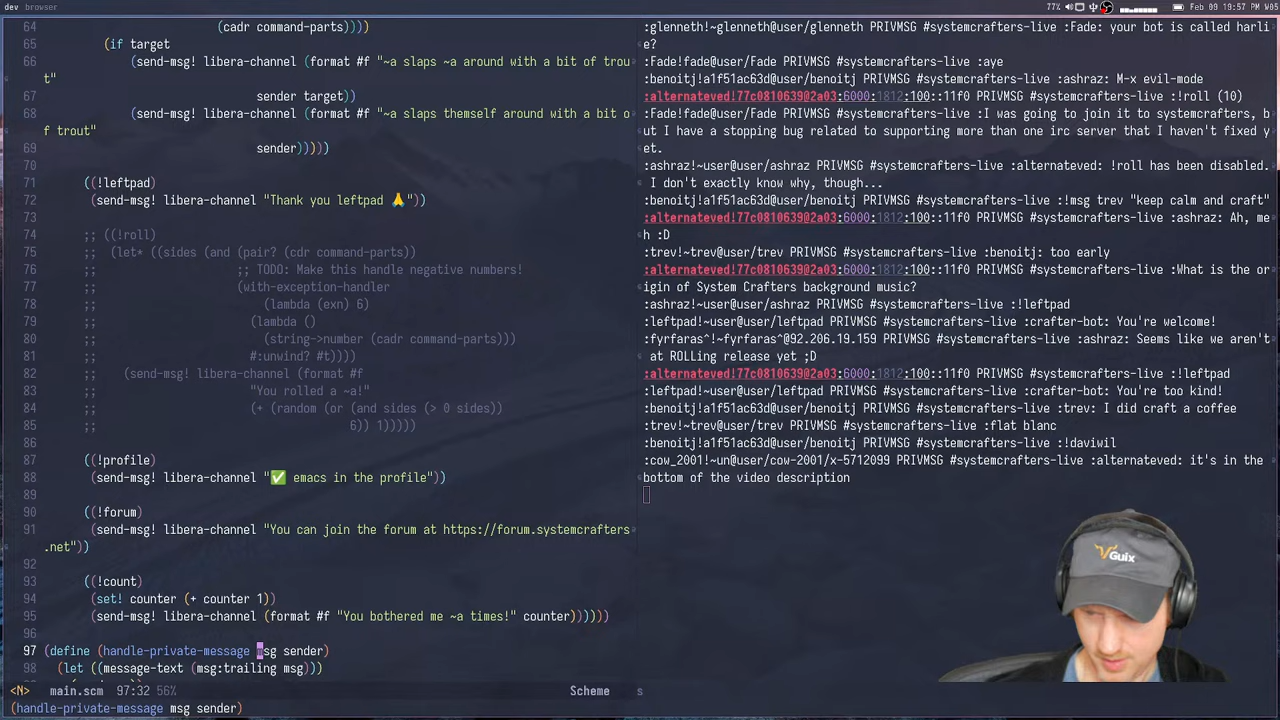 dev
browser
77%
Feb 09 19:57 W05
64 (cadr command-parts))))
65 (if target
66 (send-msg! libera-channel (format #f "~a slaps ~a around with a bit of trou
t"
67 sender target))
68 (send-msg! libera-channel (format #f "~a slaps themself around with a bit o
f trout"
69 sender)))))
70
71 ((!leftpad)
72 (send-msg! libera-channel "Thank you leftpad 🙏"))
73
74 ;; ((!roll)
75 ;; (let* ((sides (and (pair? (cdr command-parts))
76 ;; ;; TODO: Make this handle negative numbers!
77 ;; (with-exception-handler
78 ;; (lambda (exn) 6)
79 ;; (lambda ()
80 ;; (string->number (cadr command-parts)))
81 ;; #:unwind? #t))))
82 ;; (send-msg! libera-channel (format #f
83 ;; "You rolled a ~a!"
84 ;; (+ (random (or (and sides (> 0 sides))
85 ;; 6)) 1)))))
86
87 ((!profile)
88 (send-msg! libera-channel "✅ emacs in the profile"))
89
90 ((!forum)
91 (send-msg! libera-channel "You can join the forum at https://forum.systemcrafters
.net"))
92
93 ((!count)
94 (set! counter (+ counter 1))
95 (send-msg! libera-channel (format #f "You bothered me ~a times!" counter))))))
96
97 (define (handle-private-message msg sender)
98 (let ((message-text (msg:trailing msg)))
<N> main.scm 97:32 56% Scheme
(handle-private-message msg sender)
:glenneth!~glenneth@user/glenneth PRIVMSG #systemcrafters-live :Fade: your bot is called harli
e?
:Fade!fade@user/Fade PRIVMSG #systemcrafters-live :aye
:benoitj!a1f51ac63d@user/benoitj PRIVMSG #systemcrafters-live :ashraz: M-x evil-mode
:alternateved!77c0810639@2a03:6000:1812:100::11f0 PRIVMSG #systemcrafters-live :!roll (10)
:alternateved!77c0810639@2a03:6000:1812:100::11f0 PRIVMSG #systemcrafters-live :I was going to join it to systemcrafters, b
ut I have a stopping bug related to supporting more than one irc server that I haven't fixed y
et.
:ashraz!~user@user/ashraz PRIVMSG #systemcrafters-live :alternateved: !roll has been disabled.
I don't exactly know why, though...
:benoitj!a1f51ac63d@user/benoitj PRIVMSG #systemcrafters-live :!msg trev "keep calm and craft"
:alternateved!77c0810639@2a03:6000:1812:100::11f0 PRIVMSG #systemcrafters-live :ashraz: Ah, me
h :D
:trev!~trev@user/trev PRIVMSG #systemcrafters-live :benoitj: too early
:alternateved!77c0810639@2a03:6000:1812:100::11f0 PRIVMSG #systemcrafters-live :What is the or
igin of System Crafters background music?
:ashraz!~user@user/ashraz PRIVMSG #systemcrafters-live :!leftpad
:leftpad!~user@user/leftpad PRIVMSG #systemcrafters-live :crafter-bot: You're welcome!
:fyrfaras^!~fyrfaras^@92.206.19.159 PRIVMSG #systemcrafters-live :ashraz: Seems like we aren't
at ROLLing release yet ;D
:alternateved!77c0810639@2a03:6000:1812:100::11f0 PRIVMSG #systemcrafters-live :!leftpad
:leftpad!~user@user/leftpad PRIVMSG #systemcrafters-live :crafter-bot: You're too kind!
:benoitj!a1f51ac63d@user/benoitj PRIVMSG #systemcrafters-live :trev: I did craft a coffee
:trev!~trev@user/trev PRIVMSG #systemcrafters-live :flat blanc
:benoitj!a1f51ac63d@user/benoitj PRIVMSG #systemcrafters-live :!daviwil
:cow_2001!~un@user/cow-2001/x-5712099 PRIVMSG #systemcrafters-live :alternateved: it's in the
bottom of the video description
s
Guix